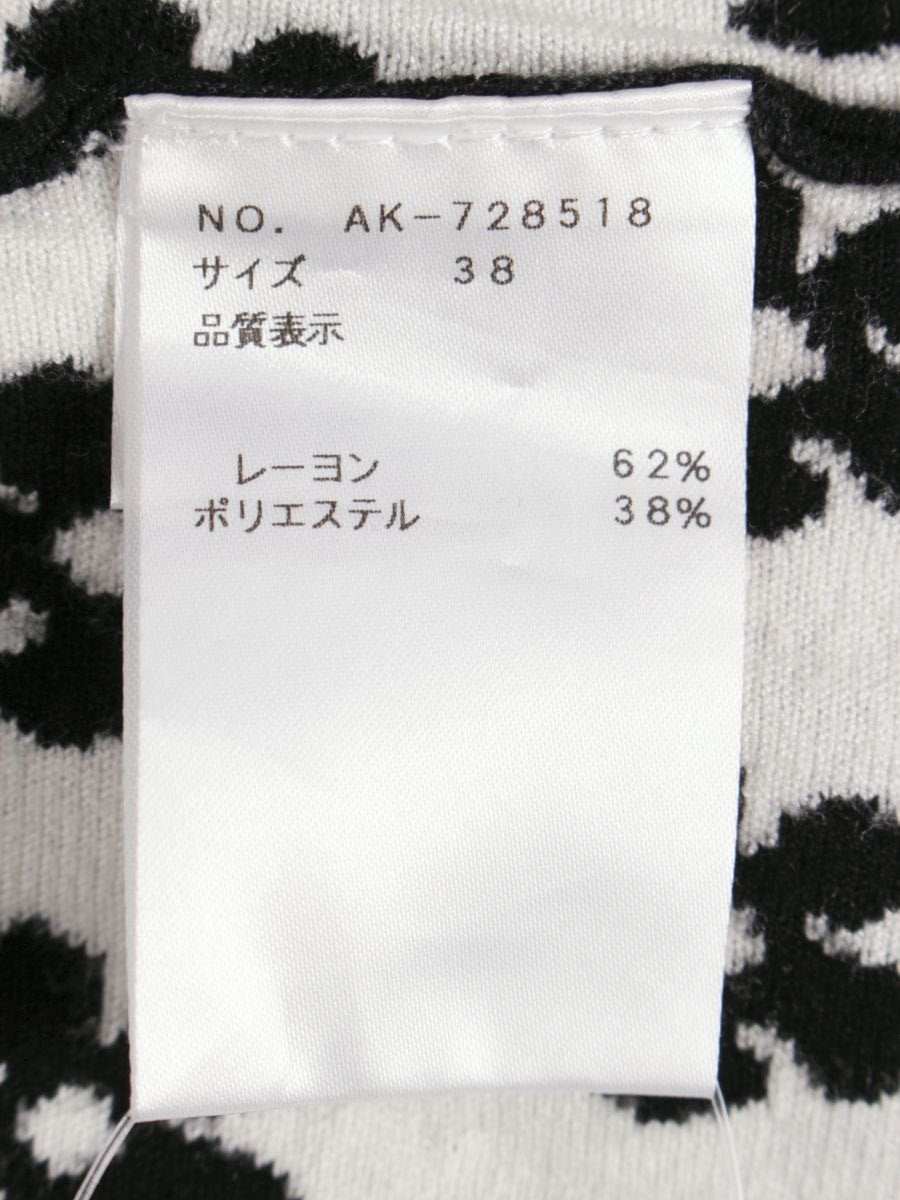 NO. AK-728518
サイズ 38
品質表示
レーヨン 62%
ポリエステル 38%